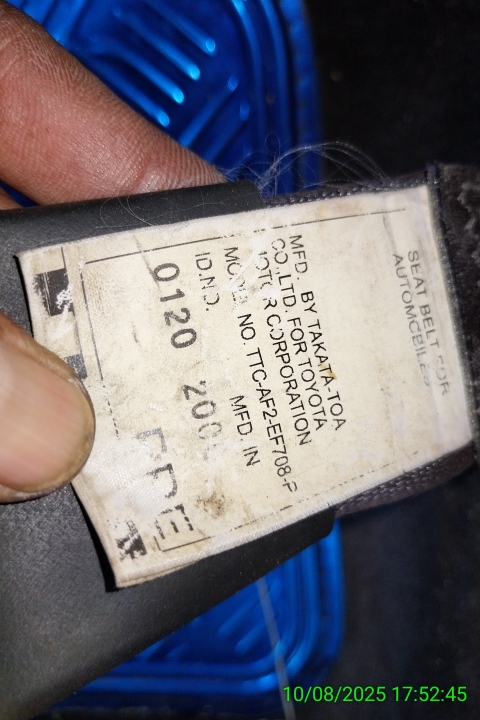 SEAT BELT FOR
AUTOMOBILES
MFD. BY TAKATA-TOA
CO.,LTD. FOR TOYOTA
MOTOR CORPORATION
MODEL NO. TTC-AF2-EF708-F
ID.NO. MFD. IN
0120 200
10/08/2025 17:52:45